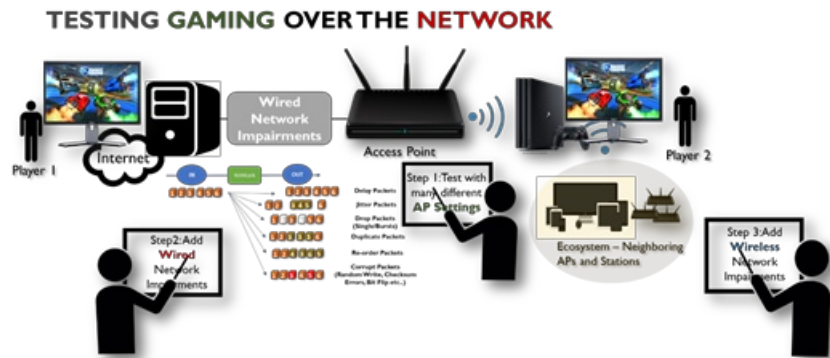 TESTING GAMING OVER THE NETWORK
Player 1
Internet
Wired
Network
Impairments
Access Point
Player 2
IN
OUT
Delay Packets
Jitter Packets
Drop Packets
(Single/Bursts)
Duplicate Packets
Re-order Packets
Corrupt Packets
(Random Write, Checksum
Errors, Bit Flip etc..)
Step 1: Test with
many different
AP Settings
Step2: Add
Wired
Network
Impairments
Ecosystem – Neighboring
APs and Stations
Step 3: Add
Wireless
Network
Impairments